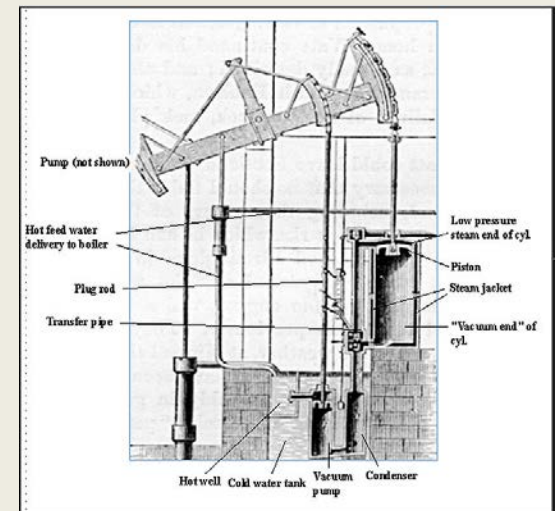 Pump (not shown)
Hot feed water
delivery to boiler
Plug rod
Transfer pipe
Low pressure
steam end of cyl.
Piston
Steam jacket
"Vacuum end" of
cyl.
Hot well
Cold water tank
Vacuum
pump
Condenser